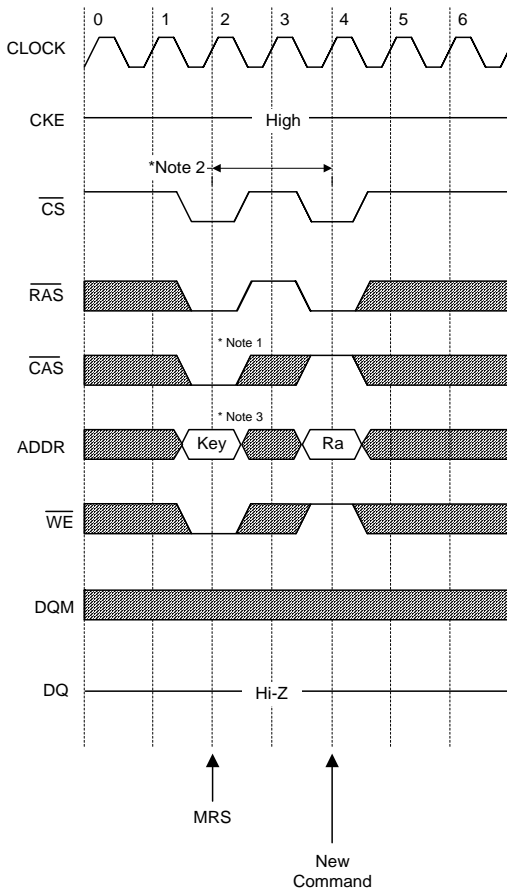 0 1 2 3 4 5 6
CLOCK
CKE High
*Note 2
CS
RAS
* Note 1
CAS
* Note 3
ADDR Key Ra
WE
DQM
DQ Hi-Z
MRS
New
Command